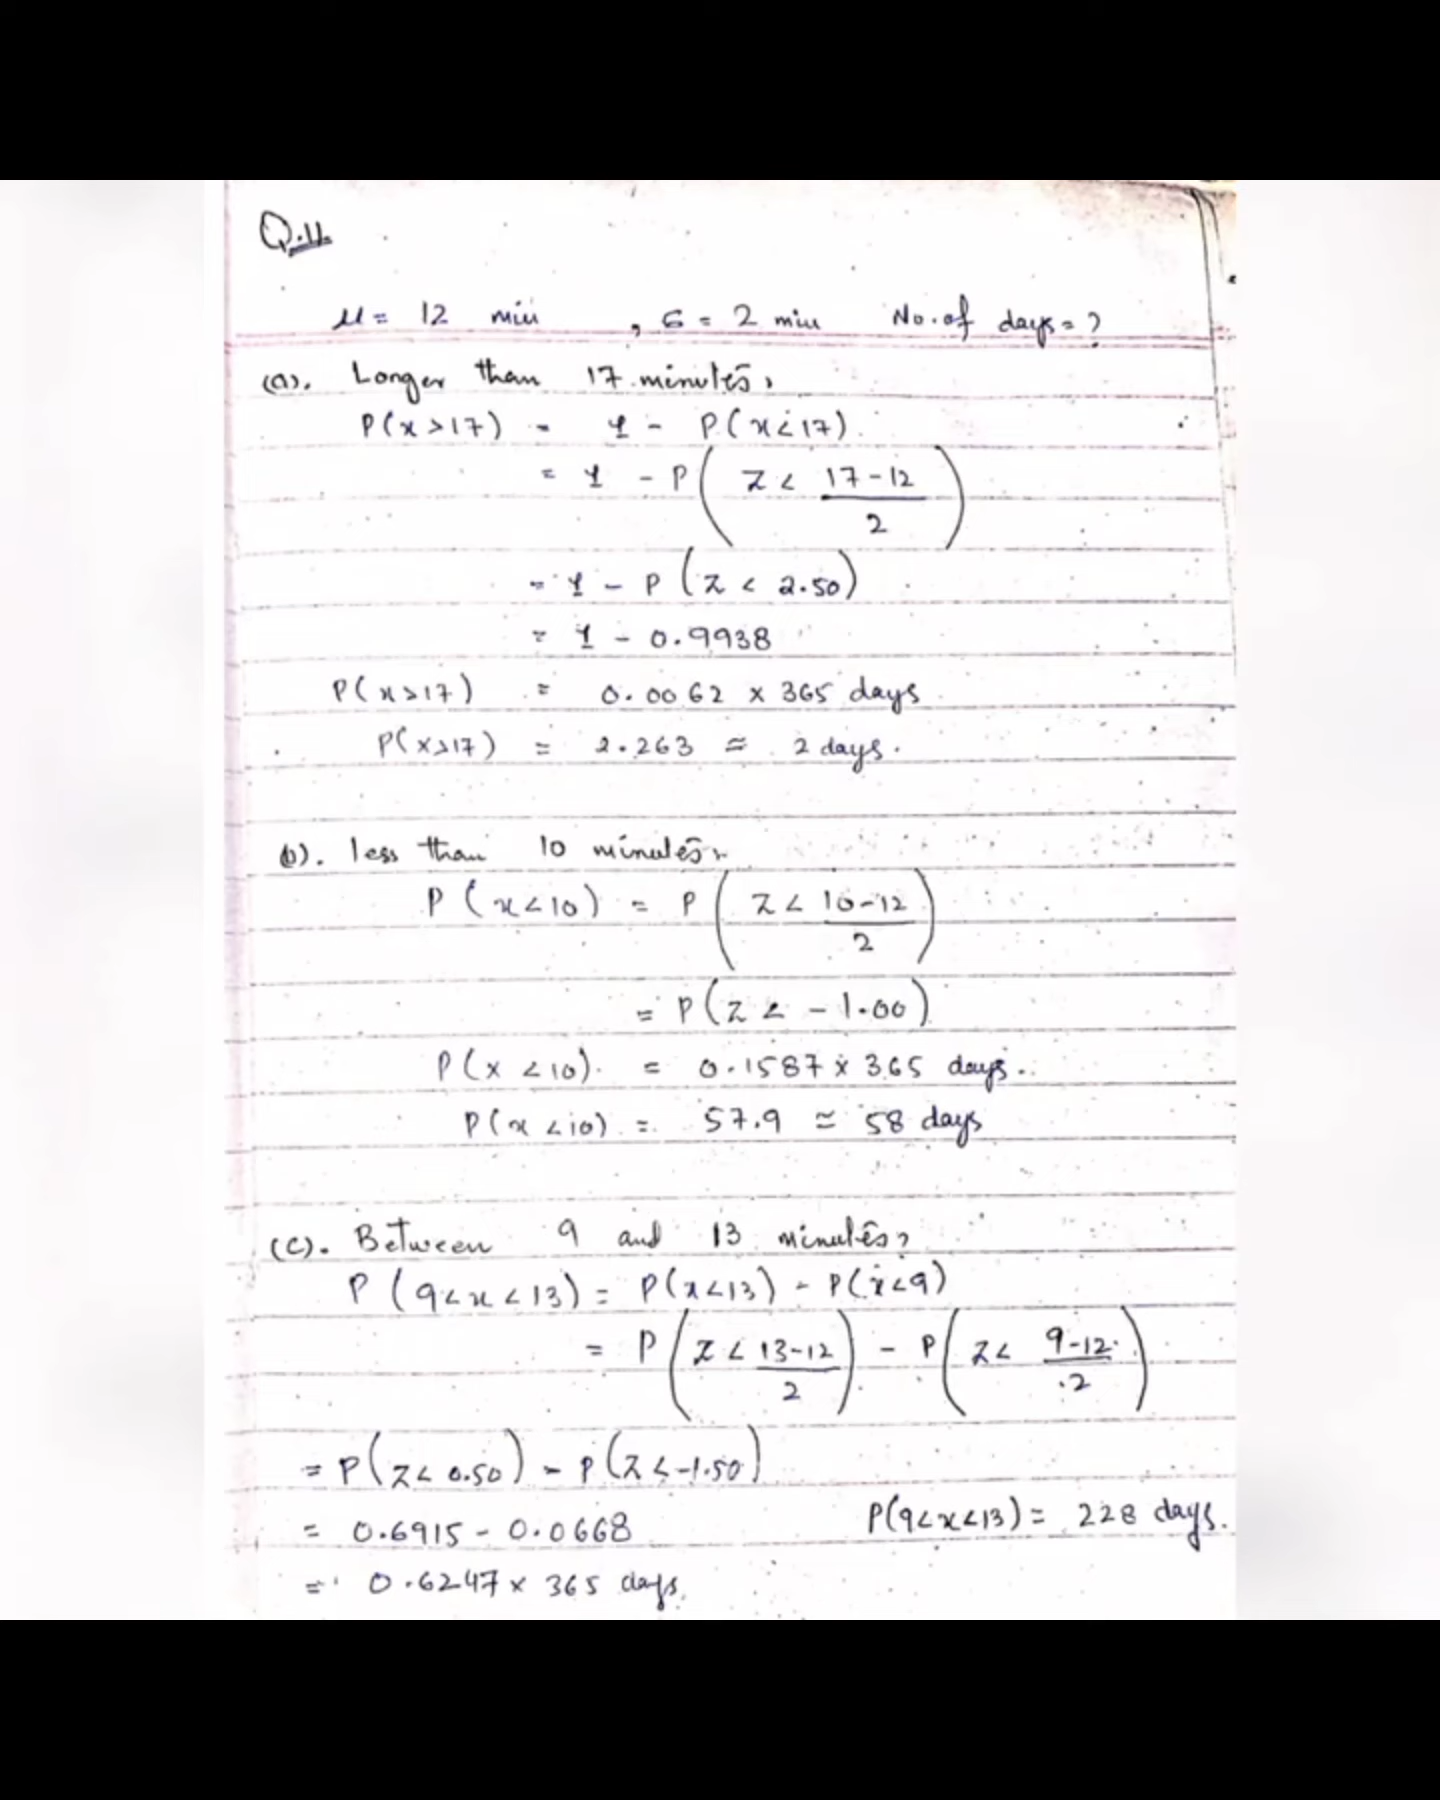 Q.11.
μ = 12 min , σ = 2 min No. of days = ?
(a). Longer than 17 minutes,
P(x > 17) = 1 - P(x < 17)
= 1 - P(Z < (17-12)/2)
= 1 - P(Z < 2.50)
= 1 - 0.9938
P(x > 17) = 0.0062 × 365 days
P(x > 17) = 2.263 ≈ 2 days.
(b). less than 10 minutes,
P(x < 10) = P(Z < (10-12)/2)
= P(Z < -1.00)
P(x < 10) = 0.1587 × 365 days.
P(x < 10) = 57.9 ≃ 58 days
(c). Between 9 and 13 minutes,
P(9 < x < 13) = P(x < 13) - P(x < 9)
= P(Z < (13-12)/2) - P(Z < (9-12)/2)
= P(Z < 0.50) - P(Z < -1.50)
= 0.6915 - 0.0668
= 0.6247 × 365 days.
P(9 < x < 13) = 228 days.